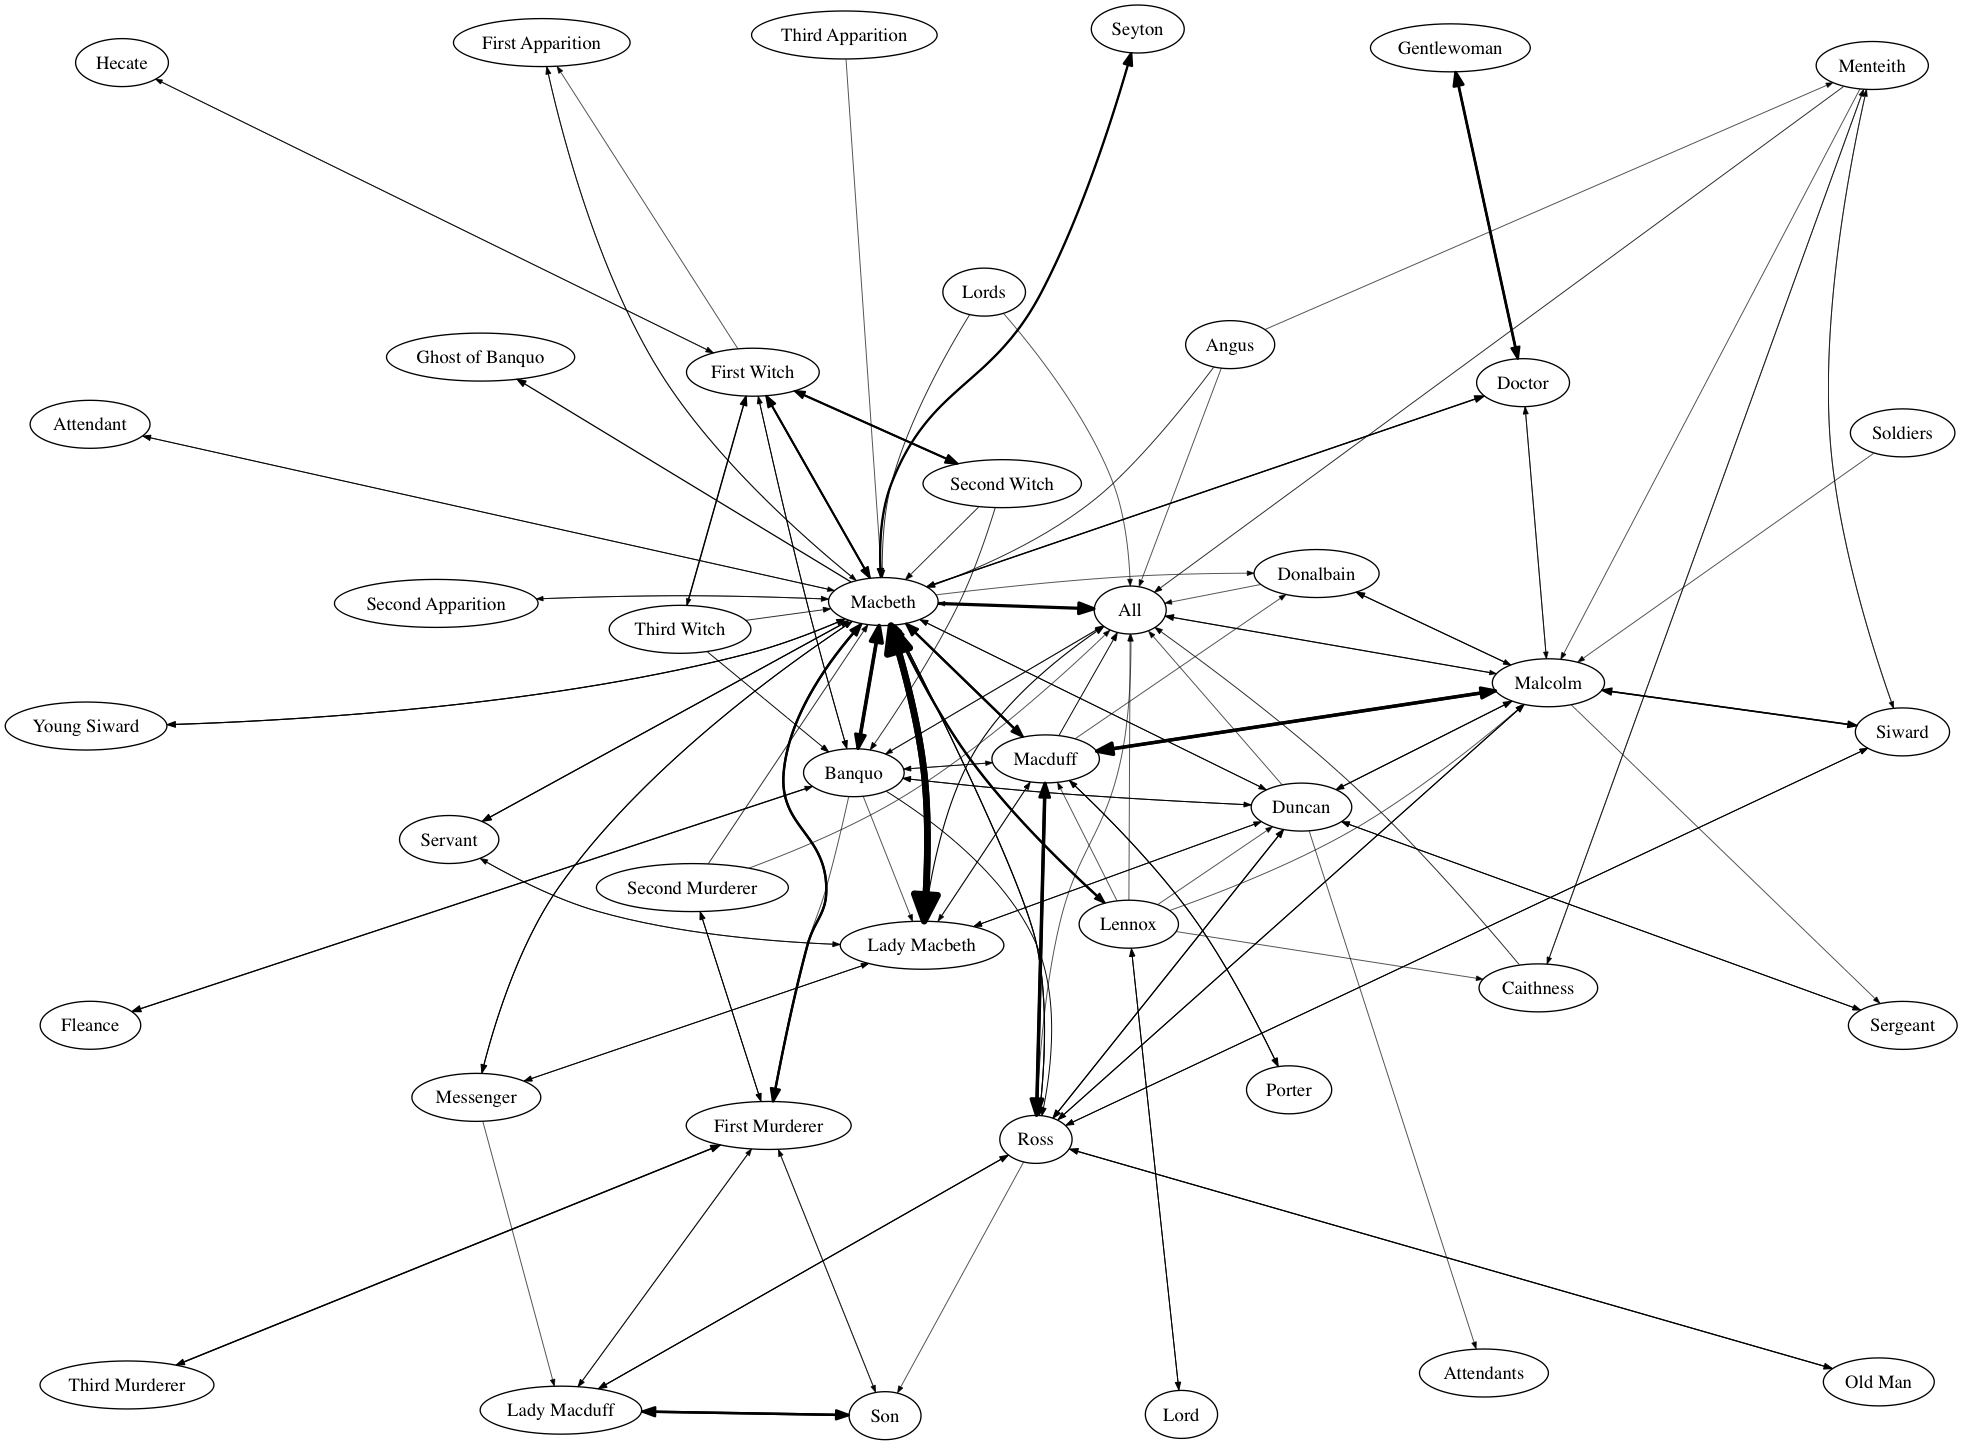 Seyton
Third Apparition
First Apparition
Gentlewoman
Hecate
Menteith
Lords
Angus
Ghost of Banquo
First Witch
Doctor
Attendant
Soldiers
Second Witch
Donalbain
Second Apparition
Macbeth
All
Third Witch
Malcolm
Young Siward
Siward
Macduff
Banquo
Duncan
Servant
Second Murderer
Lennox
Lady Macbeth
Caithness
Fleance
Sergeant
Porter
Messenger
First Murderer
Ross
Attendants
Old Man
Third Murderer
Lady Macduff
Son
Lord